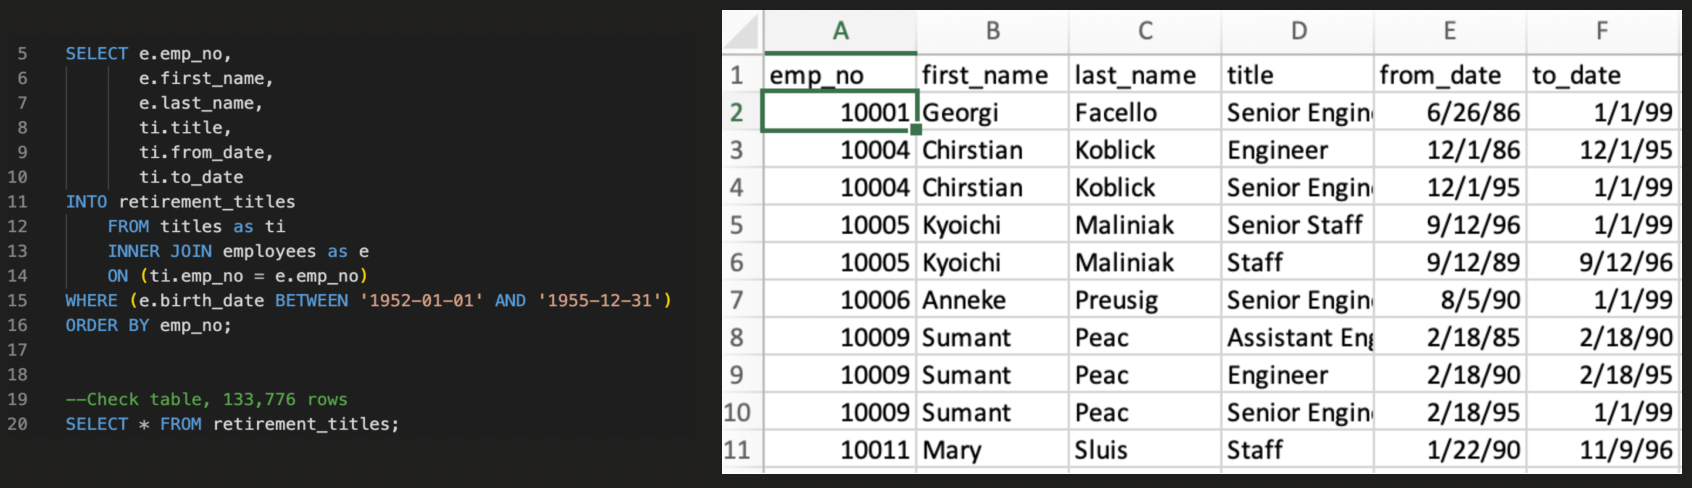 5 SELECT e.emp_no,
6 e.first_name,
7 e.last_name,
8 ti.title,
9 ti.from_date,
10 ti.to_date
11 INTO retirement_titles
12 FROM titles as ti
13 INNER JOIN employees as e
14 ON (ti.emp_no = e.emp_no)
15 WHERE (e.birth_date BETWEEN '1952-01-01' AND '1955-12-31')
16 ORDER BY emp_no;
17
18
19 --Check table, 133,776 rows
20 SELECT * FROM retirement_titles;
A B C D E F
1 emp_no first_name last_name title from_date to_date
2 10001 Georgi Facello Senior Engin 6/26/86 1/1/99
3 10004 Chirstian Koblick Engineer 12/1/86 12/1/95
4 10004 Chirstian Koblick Senior Engin 12/1/95 1/1/99
5 10005 Kyoichi Maliniak Senior Staff 9/12/96 1/1/99
6 10005 Kyoichi Maliniak Staff 9/12/89 9/12/96
7 10006 Anneke Preusig Senior Engin 8/5/90 1/1/99
8 10009 Sumant Peac Assistant Eng 2/18/85 2/18/90
9 10009 Sumant Peac Engineer 2/18/90 2/18/95
10 10009 Sumant Peac Senior Engin 2/18/95 1/1/99
11 10011 Mary Sluis Staff 1/22/90 11/9/96